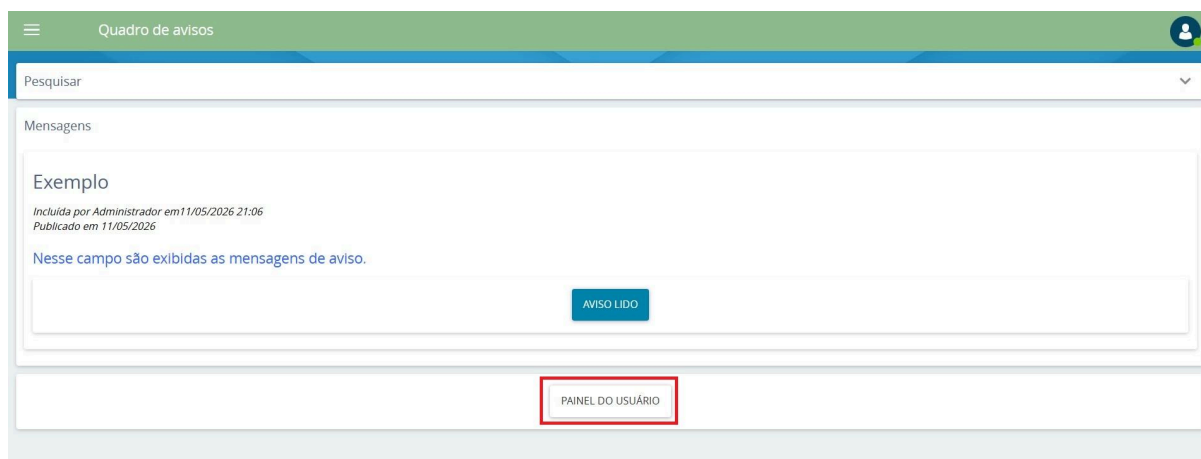 Quadro de avisos
Pesquisar
Mensagens
Exemplo
Incluída por Administrador em11/05/2026 21:06
Publicado em 11/05/2026
Nesse campo são exibidas as mensagens de aviso.
AVISO LIDO
PAINEL DO USUÁRIO